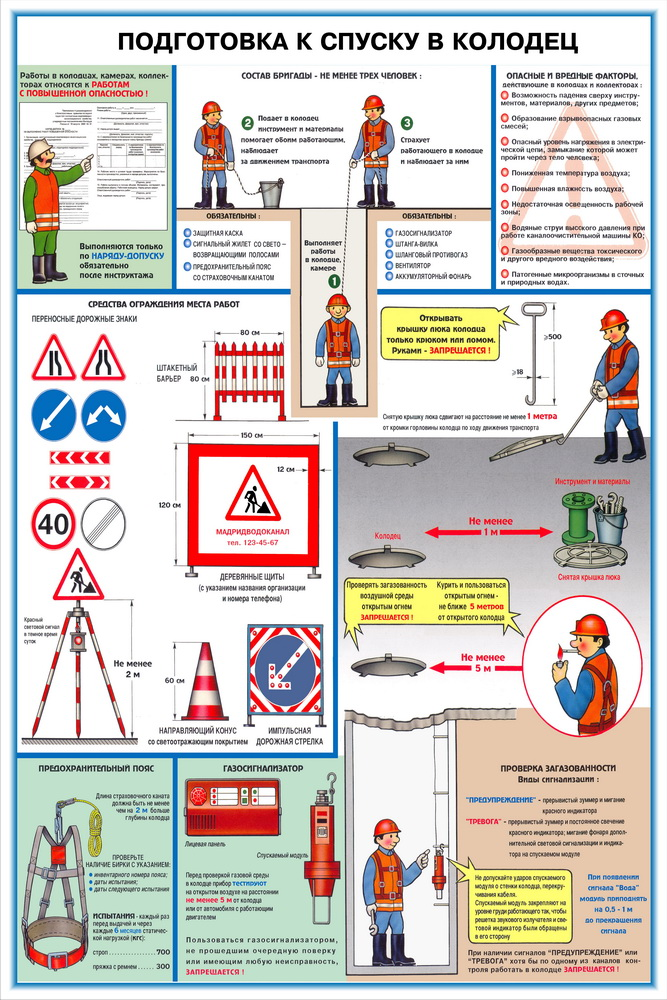 ПОДГОТОВКА К СПУСКУ В КОЛОДЕЦ
Работы в колодцах, камерах, коллек-
торах относятся к РАБОТАМ
С ПОВЫШЕННОЙ ОПАСНОСТЬЮ !
Выполняются только
по НАРЯДУ-ДОПУСКУ
обязательно
после инструктажа
СОСТАВ БРИГАДЫ - НЕ МЕНЕЕ ТРЕХ ЧЕЛОВЕК :
2 Подает в колодец
инструмент и материалы
помогает обоим работающим,
наблюдает
за движением транспорта
3 Страхует
работающего в колодце
и наблюдает за ним
ОБЯЗАТЕЛЬНЫ :
ЗАЩИТНАЯ КАСКА
СИГНАЛЬНЫЙ ЖИЛЕТ СО СВЕТО –
ВОЗВРАЩАЮЩИМИ ПОЛОСАМИ
ПРЕДОХРАНИТЕЛЬНЫЙ ПОЯС
СО СТРАХОВОЧНЫМ КАНАТОМ
Выполняет
работы
в колодце,
камере
1
ОБЯЗАТЕЛЬНЫ :
ГАЗОСИГНАЛИЗАТОР
ШТАНГА-ВИЛКА
ШЛАНГОВЫЙ ПРОТИВОГАЗ
ВЕНТИЛЯТОР
АККУМУЛЯТОРНЫЙ ФОНАРЬ
ОПАСНЫЕ И ВРЕДНЫЕ ФАКТОРЫ,
действующие в колодцах и коллекторах :
Возможность падения сверху инстру-
ментов, материалов, других предметов;
Образование взрывоопасных газовых
смесей;
Опасный уровень напряжения в электри-
ческой цепи, замыкание которой может
пройти через тело человека;
Пониженная температура воздуха;
Повышенная влажность воздуха;
Недостаточная освещенность рабочей
зоны;
Водяные струи высокого давления при
работе каналоочистительной машины КО;
Газообразные вещества токсического
и другого вредного воздействия;
Патогенные микроорганизмы в сточных
и природных водах.
СРЕДСТВА ОГРАЖДЕНИЯ МЕСТА РАБОТ
ПЕРЕНОСНЫЕ ДОРОЖНЫЕ ЗНАКИ
40
ШТАКЕТНЫЙ
БАРЬЕР
80 см
80 см
150 см
12 см
120 см
МАДРИДВОДОКАНАЛ
тел. 123-45-67
ДЕРЕВЯННЫЕ ЩИТЫ
(с указанием названия организации
и номера телефона)
Красный
световой сигнал
в темное время
суток
Не менее
2 м
60 см
НАПРАВЛЯЮЩИЙ КОНУС
со светоотражающим покрытием
ИМПУЛЬСНАЯ
ДОРОЖНАЯ СТРЕЛКА
Открывать
крышку люка колодца
только крюком или ломом.
Руками - ЗАПРЕЩАЕТСЯ !
≥500
≥18
Снятую крышку люка сдвигают на расстояние не менее 1 метра
от кромки горловины колодца по ходу движения транспорта
Инструмент и материалы
Колодец
Не менее
1 м
Снятая крышка люка
Проверять загазованность
воздушной среды
открытым огнем
ЗАПРЕЩАЕТСЯ !
Курить и пользоваться
открытым огнем -
не ближе 5 метров
от открытого колодца
Не менее
5 м
ПРЕДОХРАНИТЕЛЬНЫЙ ПОЯС
Длина страховочного каната
должна быть не менее
чем на 2 м больше
глубины колодца
ПРОВЕРЬТЕ
НАЛИЧИЕ БИРКИ С УКАЗАНИЕМ:
инвентарного номера пояса;
даты испытания;
даты следующего испытания
ИСПЫТАНИЯ - каждый раз
перед выдачей и через
каждые 6 месяцев статичес-
кой нагрузкой (кгс):
строп ................700
пряжка с ремнем ..... 300
ГАЗОСИГНАЛИЗАТОР
Лицевая панель
Опускаемый модуль
Перед проверкой газовой среды
в колодце прибор тестируют
на открытом воздухе на расстоянии
не менее 5 м от колодца
или от автомобиля с работающим
двигателем
Пользоваться газосигнализатором,
не прошедшим очередную поверку
или имеющим любую неисправность,
ЗАПРЕЩАЕТСЯ !
ПРОВЕРКА ЗАГАЗОВАННОСТИ
Виды сигнализации :
"ПРЕДУПРЕЖДЕНИЕ" - прерывистый зуммер и мигание
красного индикатора
"ТРЕВОГА" - прерывистый зуммер и постоянное свечение
красного индикатора; мигание фонаря допол-
нительной световой сигнализации и индика-
тора на опускаемом модуле
Не допускайте ударов опускаемого
модуля о стенки колодца, перекру-
чивания кабеля.
Опускаемый модуль закрепляют на
уровне груди работающего так, чтобы
решетка звукового излучателя и све-
товой индикатор были обращены
в его сторону
При появлении
сигнала "Вода"
модуль приподнять
на 0,5 - 1 м
до прекращения
сигнала
При наличии сигналов "ПРЕДУПРЕЖДЕНИЕ" или
"ТРЕВОГА" хотя бы по одному из каналов кон-
троля работать в колодце ЗАПРЕЩАЕТСЯ !